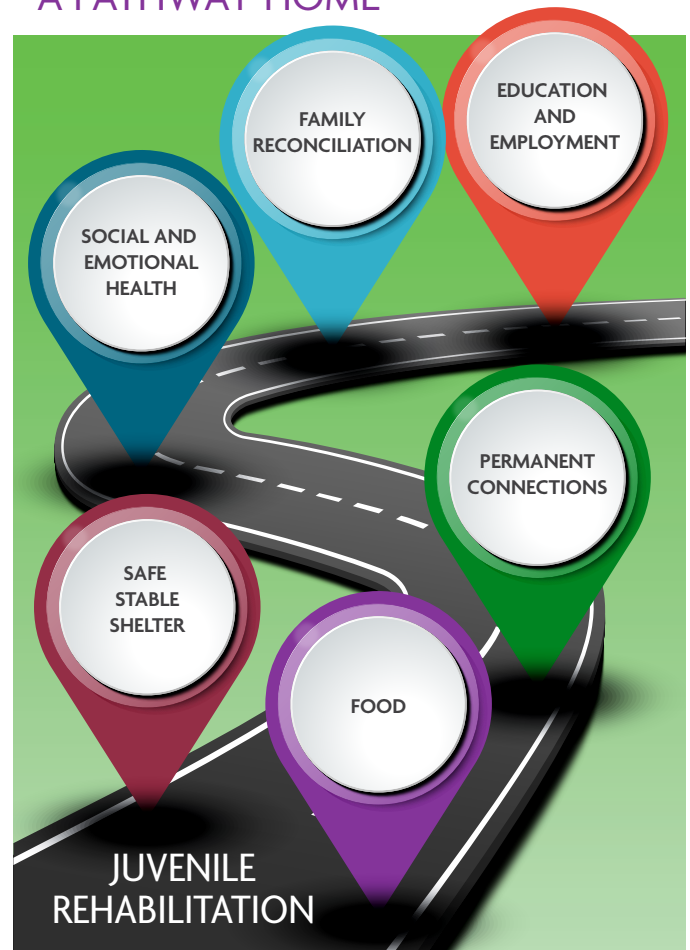 A PATHWAY HOME
EDUCATION
AND
EMPLOYMENT
FAMILY
RECONCILIATION
SOCIAL AND
EMOTIONAL
HEALTH
PERMANENT
CONNECTIONS
SAFE
STABLE
SHELTER
FOOD
JUVENILE
REHABILITATION